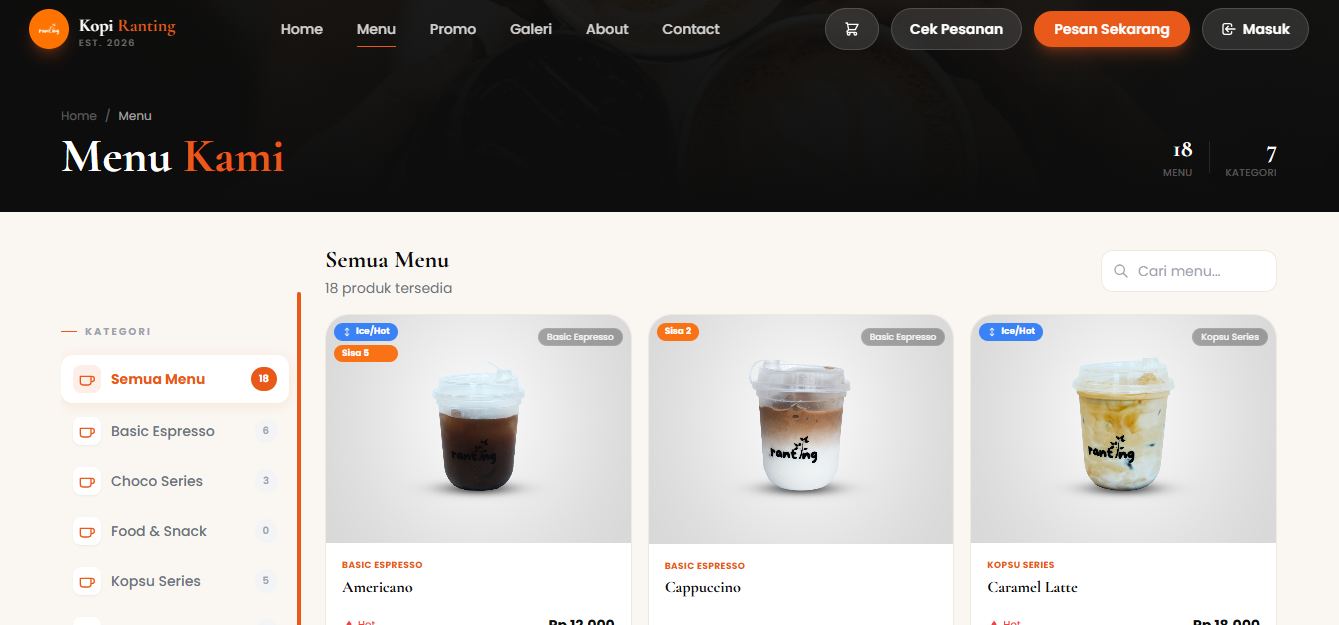 Kopi Ranting
EST. 2026
Home
Menu
Promo
Galeri
About
Contact
Cek Pesanan
Pesan Sekarang
Masuk
Home / Menu
Menu Kami
18
MENU
7
KATEGORI
Semua Menu
18 produk tersedia
Cari menu...
KATEGORI
Semua Menu 18
Basic Espresso 6
Choco Series 3
Food & Snack 0
Kopsu Series 5
Ice/Hot
Sisa 5
Basic Espresso
ranting
BASIC ESPRESSO
Americano
Hot
Rp 12.000
Sisa 2
Basic Espresso
ranting
BASIC ESPRESSO
Cappuccino
Ice/Hot
Kopsu Series
ranting
KOPSU SERIES
Caramel Latte
Hot
Rp 18.000